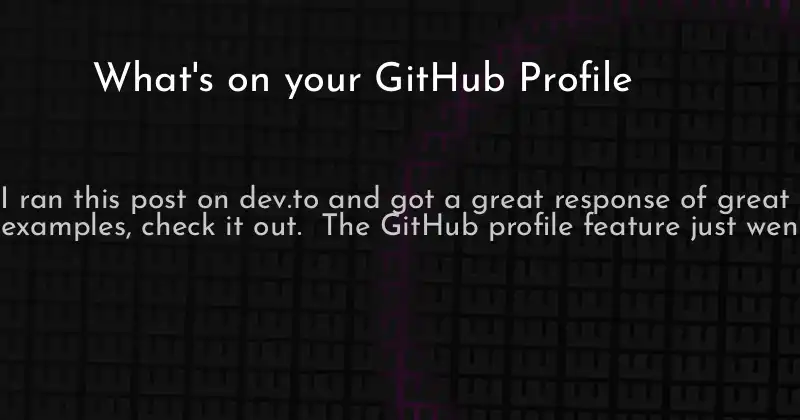 What's on your GitHub Profile
I ran this post on dev.to and got a great response of great
examples, check it out.  The GitHub profile feature just wen